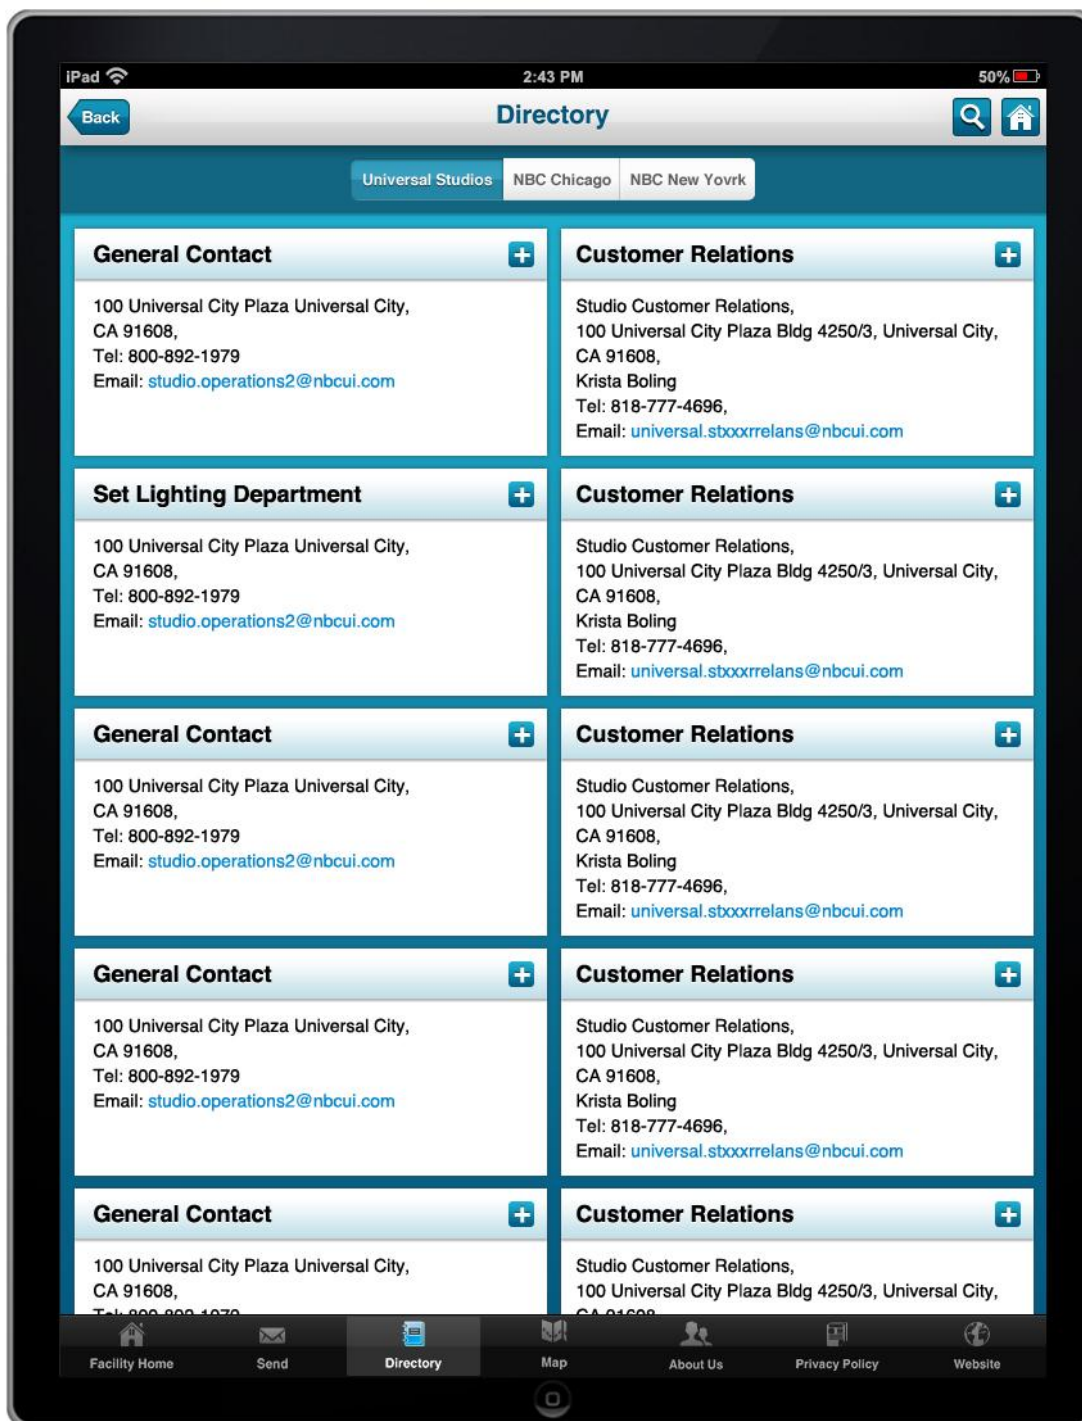 iPad 2:43 PM 50%
Back Directory
Universal Studios NBC Chicago NBC New Yovrk
General Contact
100 Universal City Plaza Universal City,
CA 91608,
Tel: 800-892-1979
Email: studio.operations2@nbcui.com
Customer Relations
Studio Customer Relations,
100 Universal City Plaza Bldg 4250/3, Universal City,
CA 91608,
Krista Boling
Tel: 818-777-4696,
Email: universal.stxxxrrelans@nbcui.com
Set Lighting Department
100 Universal City Plaza Universal City,
CA 91608,
Tel: 800-892-1979
Email: studio.operations2@nbcui.com
Customer Relations
Studio Customer Relations,
100 Universal City Plaza Bldg 4250/3, Universal City,
CA 91608,
Krista Boling
Tel: 818-777-4696,
Email: universal.stxxxrrelans@nbcui.com
General Contact
100 Universal City Plaza Universal City,
CA 91608,
Tel: 800-892-1979
Email: studio.operations2@nbcui.com
Customer Relations
Studio Customer Relations,
100 Universal City Plaza Bldg 4250/3, Universal City,
CA 91608,
Krista Boling
Tel: 818-777-4696,
Email: universal.stxxxrrelans@nbcui.com
General Contact
100 Universal City Plaza Universal City,
CA 91608,
Tel: 800-892-1979
Email: studio.operations2@nbcui.com
Customer Relations
Studio Customer Relations,
100 Universal City Plaza Bldg 4250/3, Universal City,
CA 91608,
Krista Boling
Tel: 818-777-4696,
Email: universal.stxxxrrelans@nbcui.com
General Contact
100 Universal City Plaza Universal City,
CA 91608,
Tel: 800-892-1979
Customer Relations
Studio Customer Relations,
100 Universal City Plaza Bldg 4250/3, Universal City,
CA 91608
Facility Home Send Directory Map About Us Privacy Policy Website